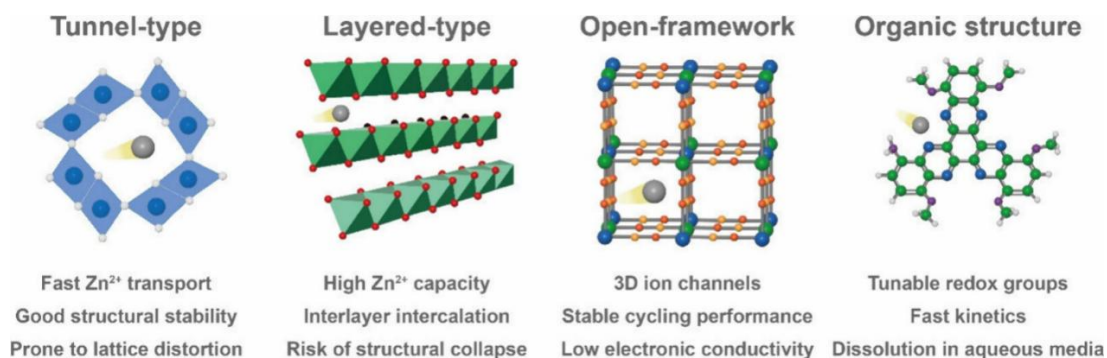 Tunnel-type
Layered-type
Open-framework
Organic structure
Fast Zn²⁺ transport
Good structural stability
Prone to lattice distortion
High Zn²⁺ capacity
Interlayer intercalation
Risk of structural collapse
3D ion channels
Stable cycling performance
Low electronic conductivity
Tunable redox groups
Fast kinetics
Dissolution in aqueous media